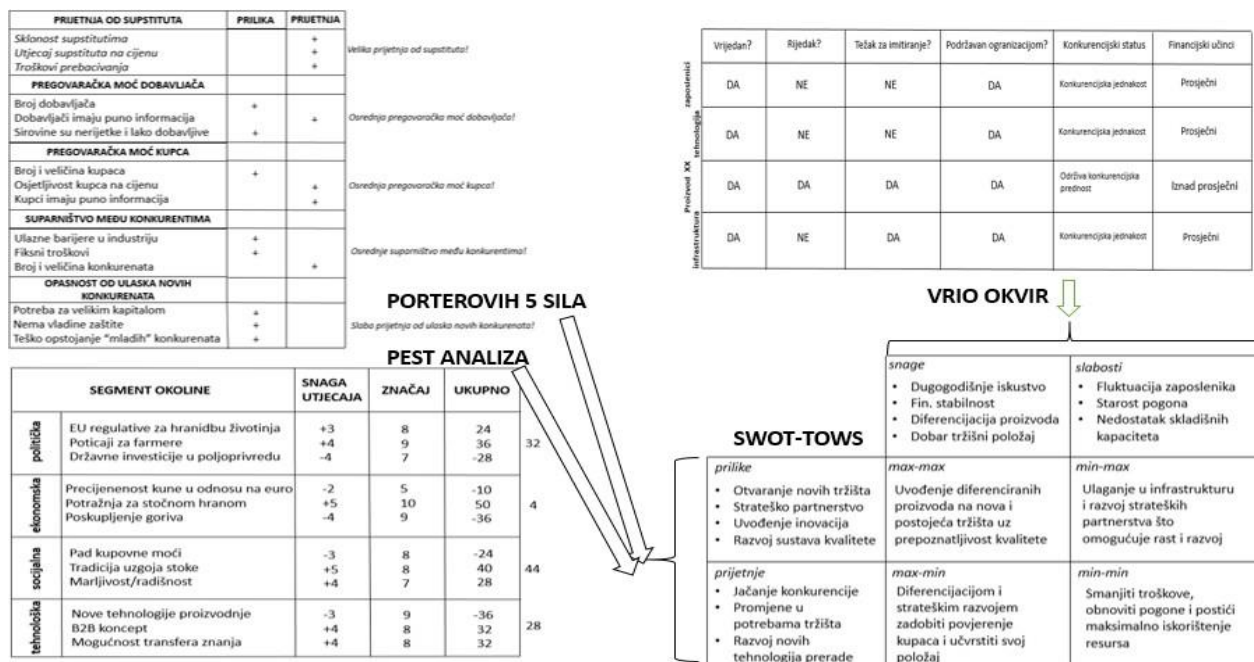 PRIJETNJA OD SUPSTITUTA PRILIKA PRIJETNJA
Sklonost supstitutima +
Utjecaj supstituta na cijenu +
Troškovi prebacivanja +
Velika prijetnja od supstituta!
PREGOVARAČKA MOĆ DOBAVLJAČA
Broj dobavljača +
Dobavljači imaju puno informacija +
Sirovine su nerijetke i lako dobavljive +
Osrednja pregovaračka moć dobavljača!
PREGOVARAČKA MOĆ KUPCA
Broj i veličina kupaca +
Osjetljivost kupca na cijenu +
Kupci imaju puno informacija +
Osrednja pregovaračka moć kupca!
SUPARNIŠTVO MEĐU KONKURENTIMA
Ulazne barijere u industriju +
Fiksni troškovi +
Broj i veličina konkurenata +
Osrednje suparništvo među konkurentima!
OPASNOST OD ULASKA NOVIH
KONKURENATA
Potreba za velikim kapitalom +
Nema vladine zaštite +
Teško opstojanje "mladih" konkurenata +
Slaba prijetnja od ulaska novih konkurenata!
Vrijedan? Rijedak? Težak za imitiranje? Podržavan ogranizacijom? Konkurencijski status Financijski učinci
zaposlenici DA NE NE DA Konkurencijska jednakost Prosječni
tehnologija DA NE NE DA Konkurencijska jednakost Prosječni
Proizvod XX DA DA DA DA Održiva konkurencijska
prednost Iznad prosječni
infrastruktura DA NE DA DA Konkurencijska jednakost Prosječni
PORTEROVIH 5 SILA
VRIO OKVIR
PEST ANALIZA
SEGMENT OKOLINE SNAGA
UTJECAJA ZNAČAJ UKUPNO
politička
EU regulative za hranidbu životinja +3 8 24
Poticaji za farmere +4 9 36 32
Državne investicije u poljoprivredu -4 7 -28
ekonomska
Precijenenost kune u odnosu na euro -2 5 -10
Potražnja za stočnom hranom +5 10 50 4
Poskupljenje goriva -4 9 -36
socijalna
Pad kupovne moći -3 8 -24
Tradicija uzgoja stoke +5 8 40 44
Marljivost/radišnost +4 7 28
tehnološka
Nove tehnologije proizvodnje -3 9 -36
B2B koncept +4 8 32 28
Mogućnost transfera znanja +4 8 32
SWOT-TOWS
snage
• Dugogodišnje iskustvo
• Fin. stabilnost
• Diferencijacija proizvoda
• Dobar tržišni položaj
slabosti
• Fluktuacija zaposlenika
• Starost pogona
• Nedostatak skladišnih
kapaciteta
prilike
• Otvaranje novih tržišta
• Strateško partnerstvo
• Uvođenje inovacija
• Razvoj sustava kvalitete
max-max
Uvođenje diferenciranih
proizvoda na nova i
postojeća tržišta uz
prepoznatljivost kvalitete
min-max
Ulaganje u infrastrukturu
i razvoj strateških
partnerstva što
omogućuje rast i razvoj
prijetnje
• Jačanje konkurencije
• Promjene u
potrebama tržišta
• Razvoj novih
tehnologija prerade
max-min
Diferencijacijom i
strateškim razvojem
zadobiti povjerenje
kupaca i učvrstiti svoj
položaj
min-min
Smanjiti troškove,
obnoviti pogone i postići
maksimalno iskorištenje
resursa